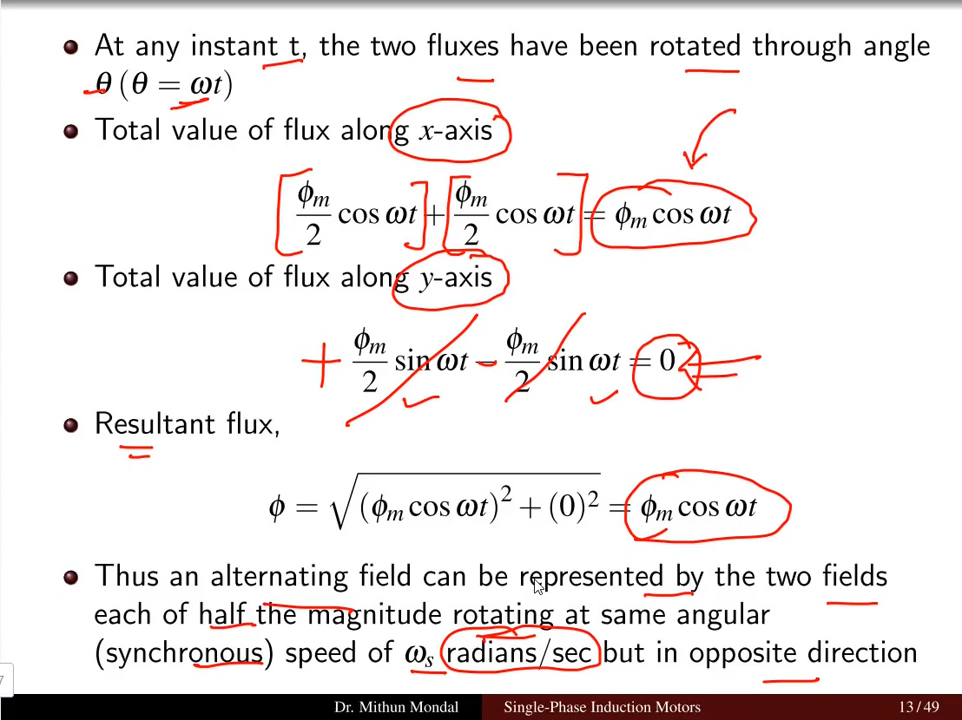 At any instant t, the two fluxes have been rotated through angle
θ (θ = ωt)
Total value of flux along x-axis
[ϕm/2 cos ωt] + [ϕm/2 cos ωt] = ϕm cos ωt
Total value of flux along y-axis
+ ϕm/2 sin ωt − ϕm/2 sin ωt = 0
Resultant flux,
ϕ = √((ϕm cos ωt)² + (0)²) = ϕm cos ωt
Thus an alternating field can be represented by the two fields
each of half the magnitude rotating at same angular
(synchronous) speed of ωs radians/sec but in opposite direction
Dr. Mithun Mondal Single-Phase Induction Motors 13 / 49